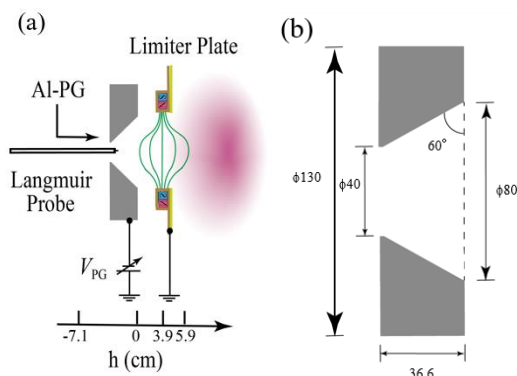 (a)
Limiter Plate
Al-PG
Langmuir
Probe
V_PG
-7.1 0 3.9 5.9
h (cm)
(b)
60°
ϕ130
ϕ40
ϕ80
36.6